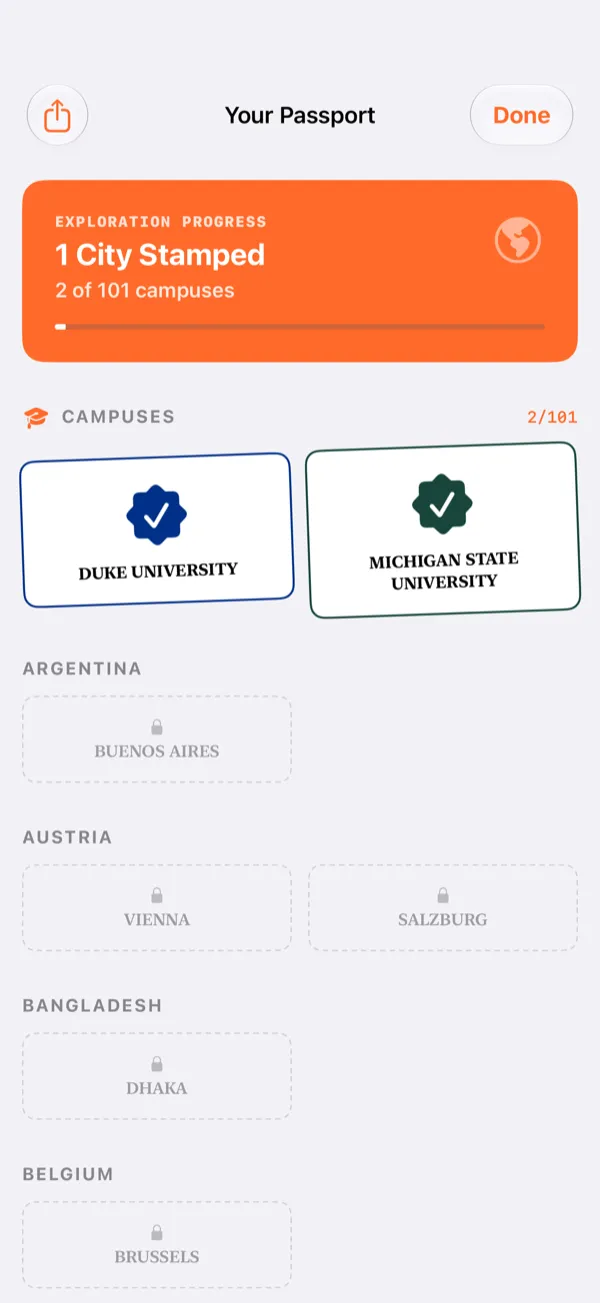 Your Passport
Done
EXPLORATION PROGRESS
1 City Stamped
2 of 101 campuses
CAMPUSES
2/101
DUKE UNIVERSITY
MICHIGAN STATE
UNIVERSITY
ARGENTINA
BUENOS AIRES
AUSTRIA
VIENNA
SALZBURG
BANGLADESH
DHAKA
BELGIUM
BRUSSELS